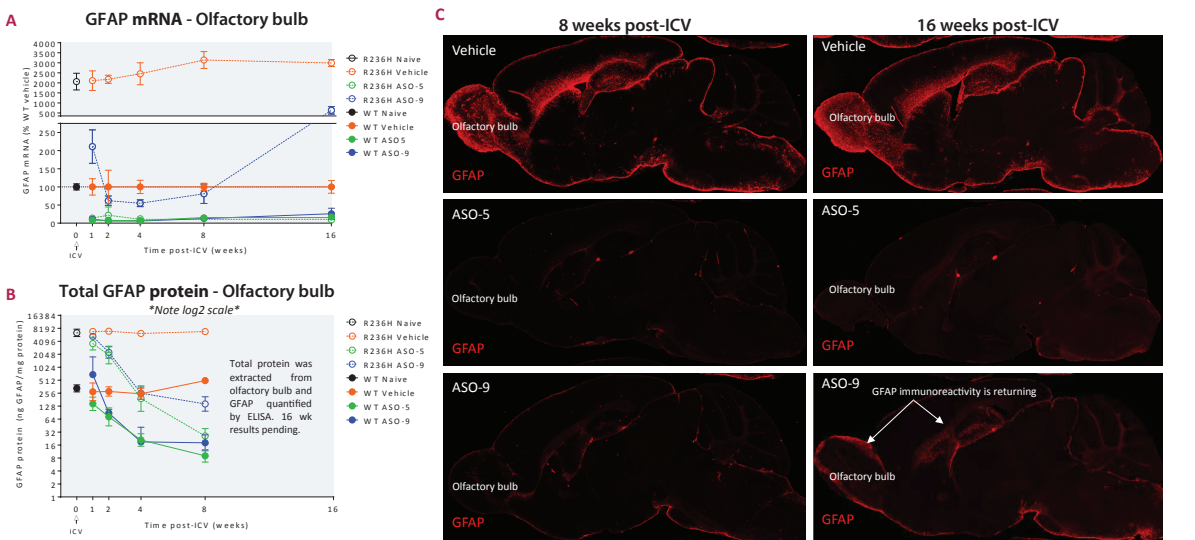 A
GFAP mRNA - Olfactory bulb
GFAP mRNA (% WT vehicle)
4000
3500
3000
2500
2000
1500
1000
500
250
200
150
100
50
0
0 1 2 4 8 16
ICV
Time post-ICV (weeks)
R236H Naive
R236H Vehicle
R236H ASO-5
R236H ASO-9
WT Naive
WT Vehicle
WT ASO5
WT ASO-9
B
Total GFAP protein - Olfactory bulb
*Note log2 scale*
GFAP protein (ng GFAP/mg protein)
16384
8192
4096
2048
1024
512
256
128
64
32
16
8
4
2
1
0 1 2 4 8 16
ICV
Time post-ICV (weeks)
Total protein was
extracted from
olfactory bulb and
GFAP quantified
by ELISA. 16 wk
results pending.
R236H Naive
R236H Vehicle
R236H ASO-5
R236H ASO-9
WT Naive
WT Vehicle
WT ASO-5
WT ASO-9
C
8 weeks post-ICV
16 weeks post-ICV
Vehicle
Olfactory bulb
GFAP
Vehicle
Olfactory bulb
GFAP
ASO-5
Olfactory bulb
GFAP
ASO-5
Olfactory bulb
GFAP
ASO-9
Olfactory bulb
GFAP
ASO-9
GFAP immunoreactivity is returning
Olfactory bulb
GFAP